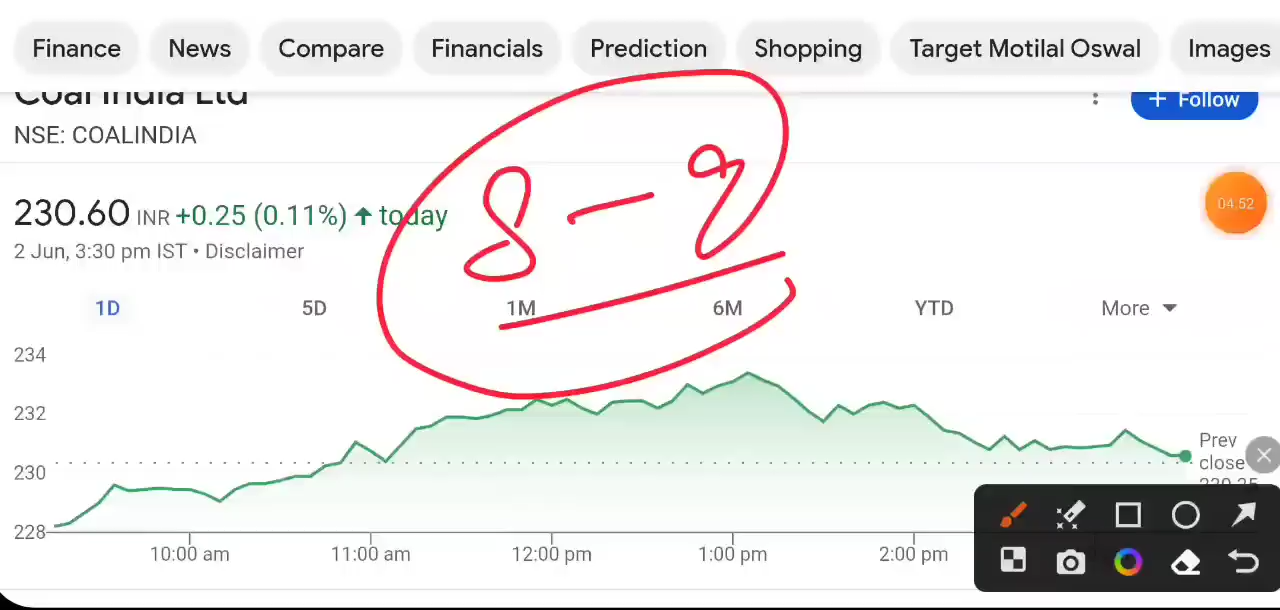 Finance News Compare Financials Prediction Shopping Target Motilal Oswal Images
Coal India Ltd
+ Follow
NSE: COALINDIA
8 - 9
230.60 INR +0.25 (0.11%) ↑ today
04:52
2 Jun, 3:30 pm IST • Disclaimer
1D 5D 1M 6M YTD More
234
232
230
228
Prev
close
230.35
10:00 am 11:00 am 12:00 pm 1:00 pm 2:00 pm